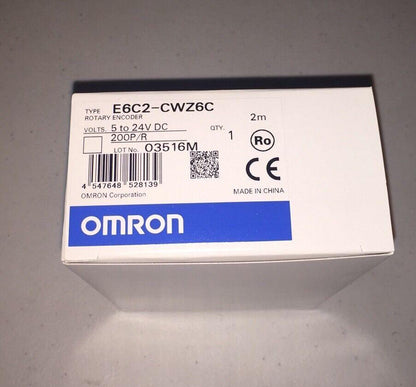 TYPE E6C2-CWZ6C 2m
ROTARY ENCODER
VOLTS. 5 to 24V DC QTY. 1
200P/R Ro
LOT No. 03516M
4 547648 528139
CE
OMRON Corporation
MADE IN CHINA
OMRON